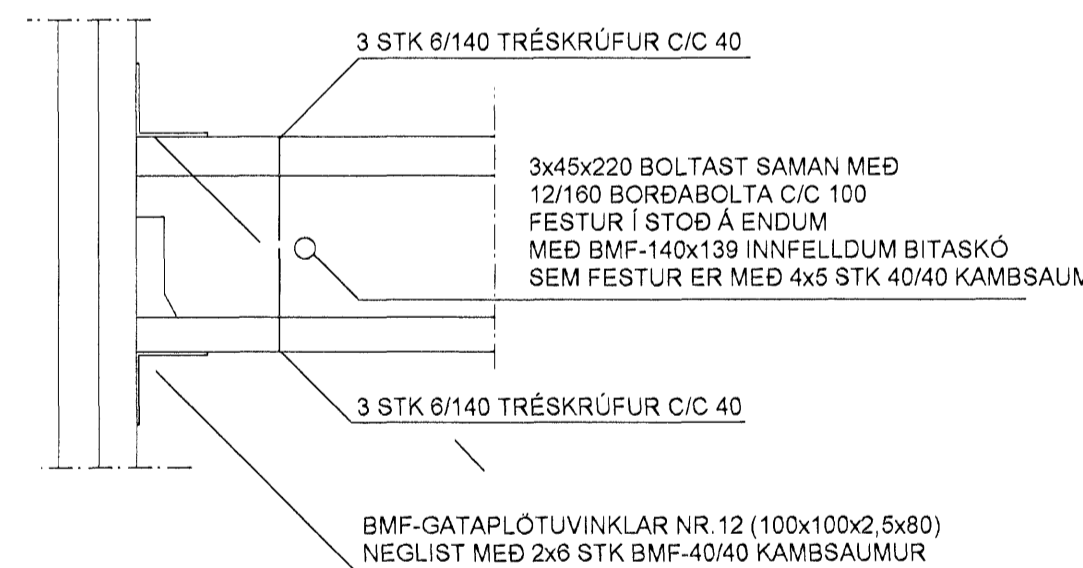 3 STK 6/140 TRÉSKRÚFUR C/C 40
3x45x220 BOLTAST SAMAN MEÐ
12/160 BORÐABOLTA C/C 100
FESTUR Í STOÐ Á ENDUM
MEÐ BMF-140x139 INNFELLDUM BITASKÓ
SEM FESTUR ER MEÐ 4x5 STK 40/40 KAMBSAUM
3 STK 6/140 TRÉSKRÚFUR C/C 40
BMF-GATAPLÖTUVINKLAR NR.12 (100x100x2,5x80)
NEGLIST MEÐ 2x6 STK BMF-40/40 KAMBSAUMUR